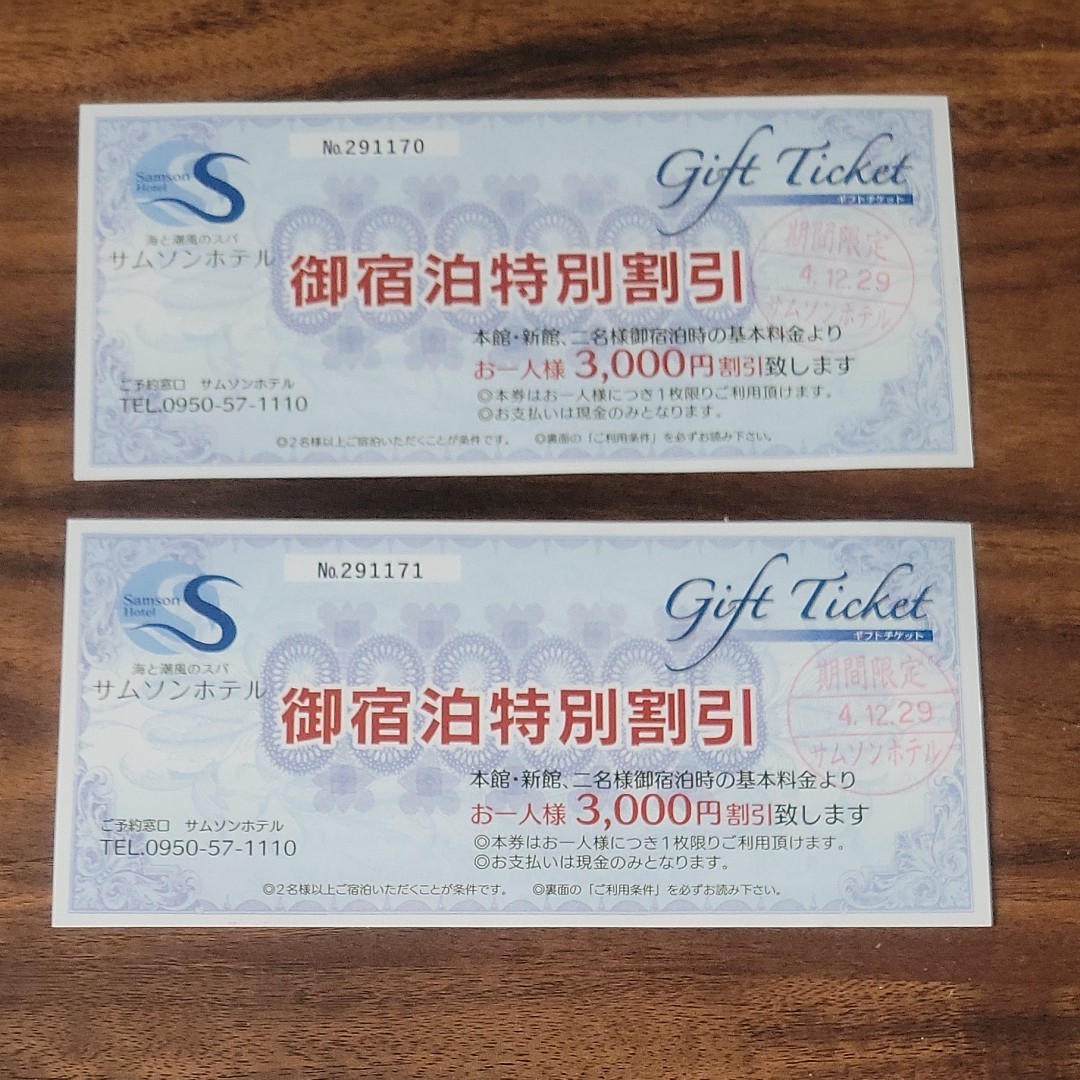 №291170
Gift Ticket
ギフトチケット
Samson
Hotel
海と潮風のスパ
サムソンホテル
期間限定
4.12.29
サムソンホテル
御宿泊特別割引
本館・新館、二名様御宿泊時の基本料金より
お一人様 3,000円割引致します
◎本券はお一人様につき1枚限りご利用頂けます。
◎お支払いは現金のみとなります。
ご予約窓口 サムソンホテル
TEL.0950-57-1110
◎2名様以上ご宿泊いただくことが条件です。 ◎裏面の「ご利用条件」を必ずお読み下さい。
№291171
Gift Ticket
ギフトチケット
Samson
Hotel
海と潮風のスパ
サムソンホテル
期間限定
4.12.29
サムソンホテル
御宿泊特別割引
本館・新館、二名様御宿泊時の基本料金より
お一人様 3,000円割引致します
◎本券はお一人様につき1枚限りご利用頂けます。
◎お支払いは現金のみとなります。
ご予約窓口 サムソンホテル
TEL.0950-57-1110
◎2名様以上ご宿泊いただくことが条件です。 ◎裏面の「ご利用条件」を必ずお読み下さい。